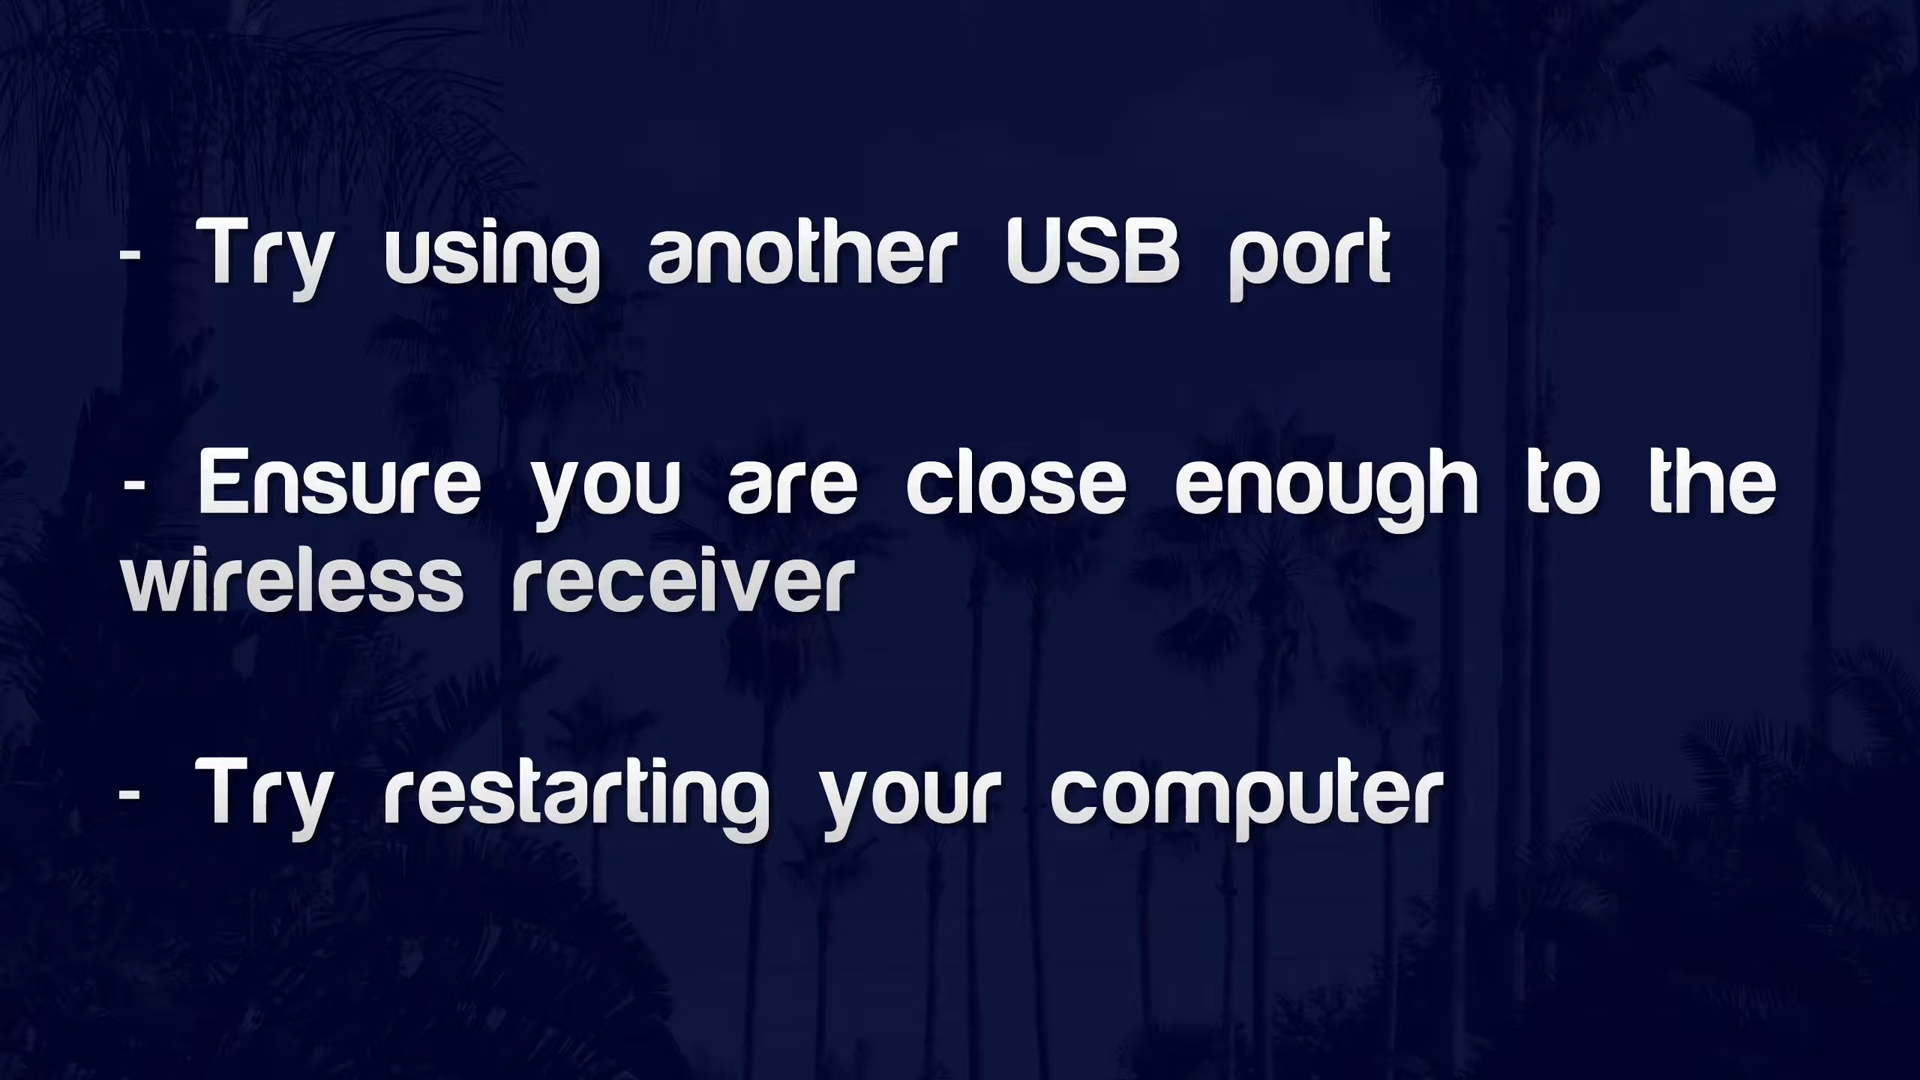 - Try using another USB port
- Ensure you are close enough to the
wireless receiver
- Try restarting your computer